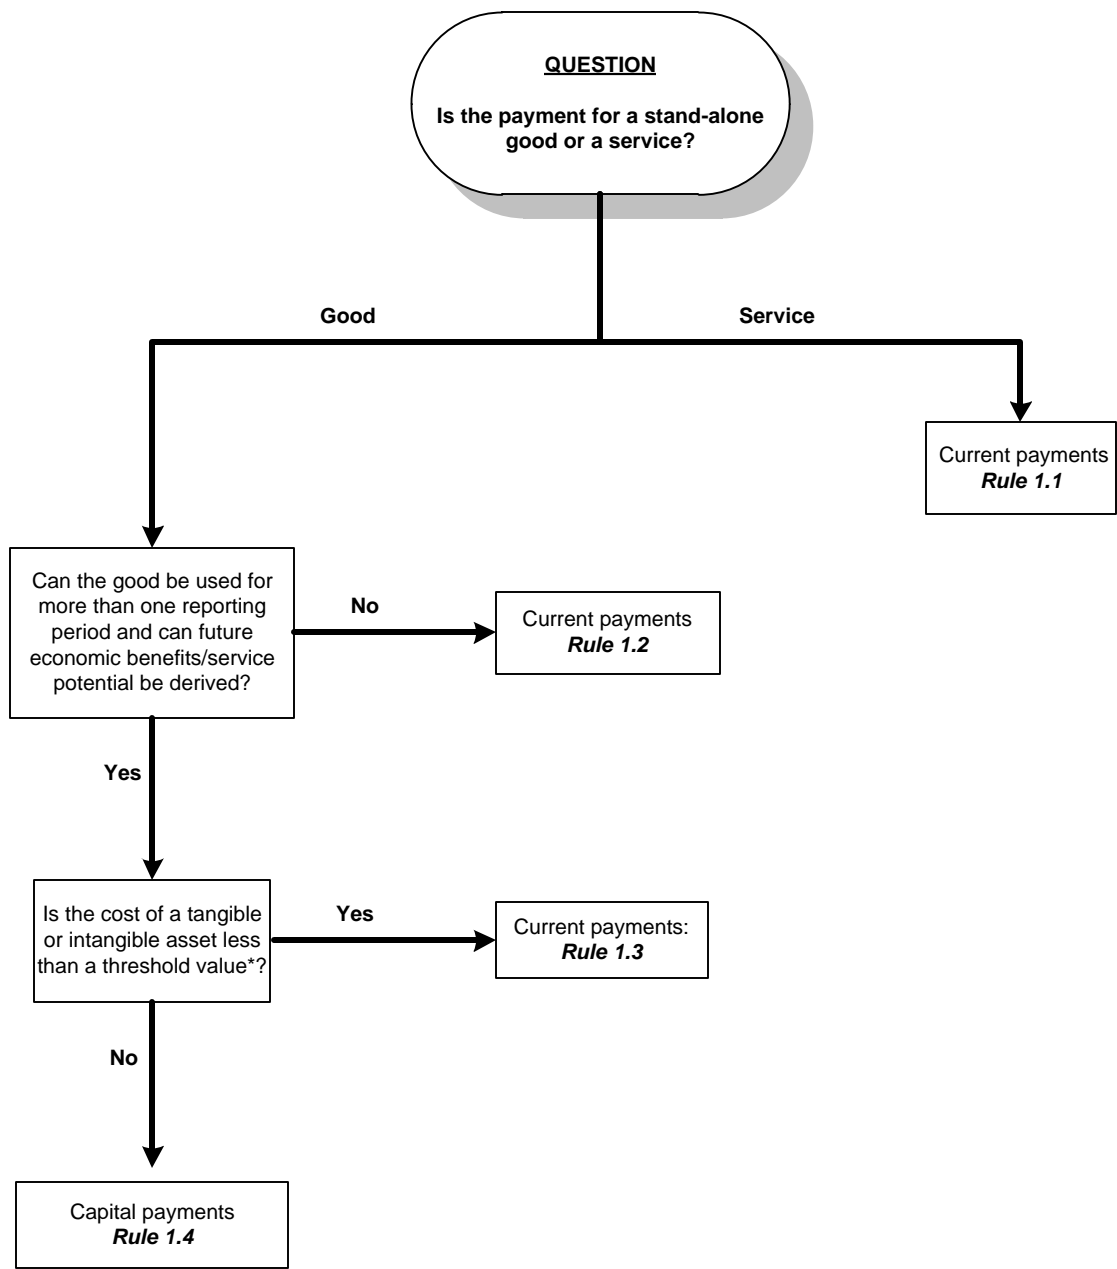 QUESTION
Is the payment for a stand-alone
good or a service?
Good
Service
Current payments
Rule 1.1
Can the good be used for
more than one reporting
period and can future
economic benefits/service
potential be derived?
No
Current payments
Rule 1.2
Yes
Is the cost of a tangible
or intangible asset less
than a threshold value*?
Yes
Current payments:
Rule 1.3
No
Capital payments
Rule 1.4